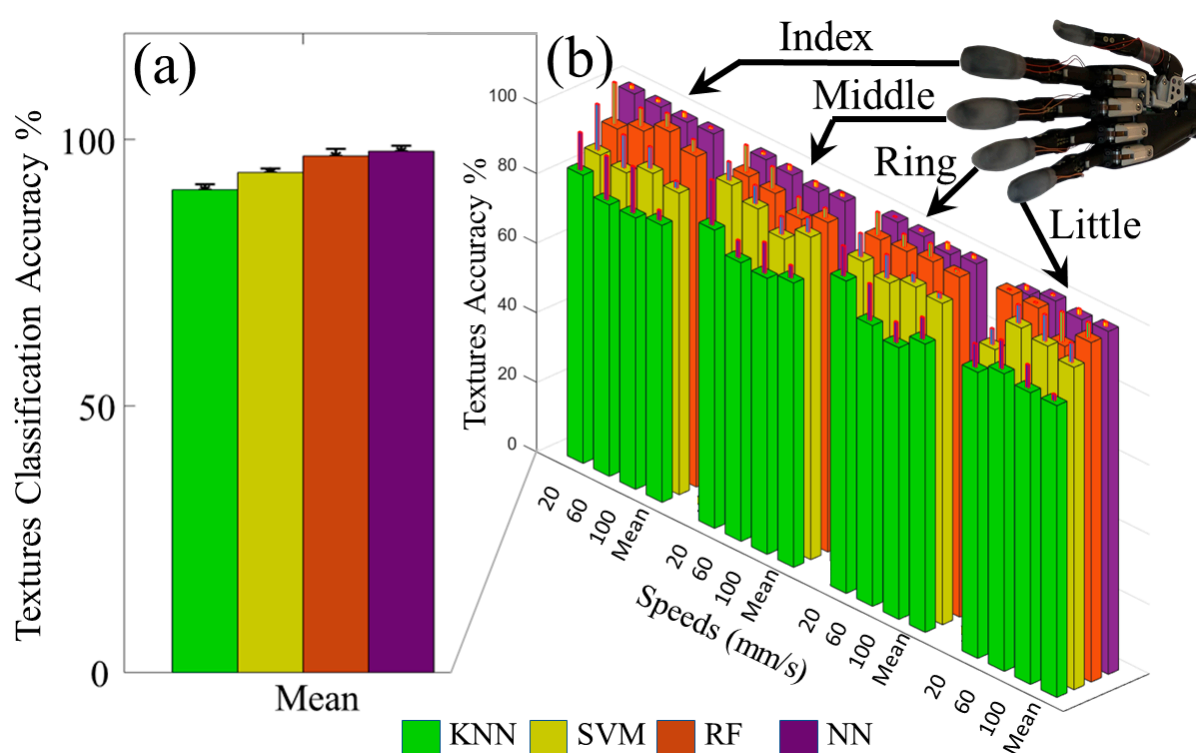 (a)
Textures Classification Accuracy %
100
50
0
Mean
(b)
Index
Middle
Ring
Little
Textures Accuracy %
100
80
60
40
20
0
20
60
100
Mean
20
60
100
Mean
20
60
100
Mean
20
60
100
Mean
Speeds (mm/s)
KNN SVM RF NN